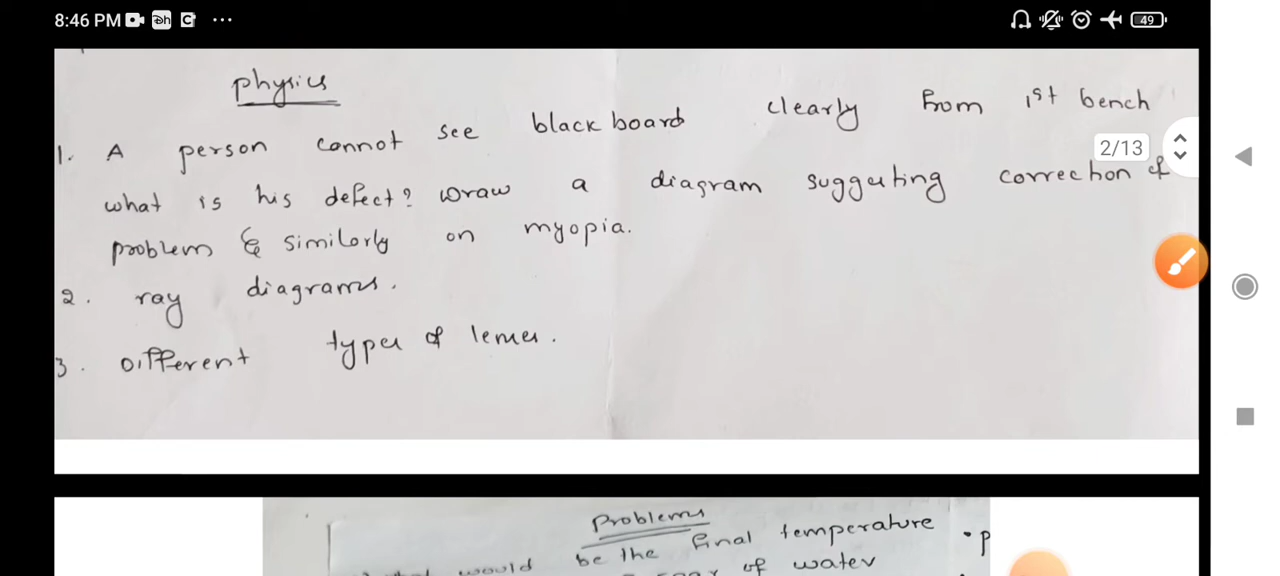 8:46 PM
49
physics
1. A person cannot see black board clearly from 1st bench
what is his defect? Draw a diagram suggesting correction of
problem & similarly on myopia.
2. ray diagrams.
3. Different types of lenses.
2/13
Problems
would be the final temperature
of water